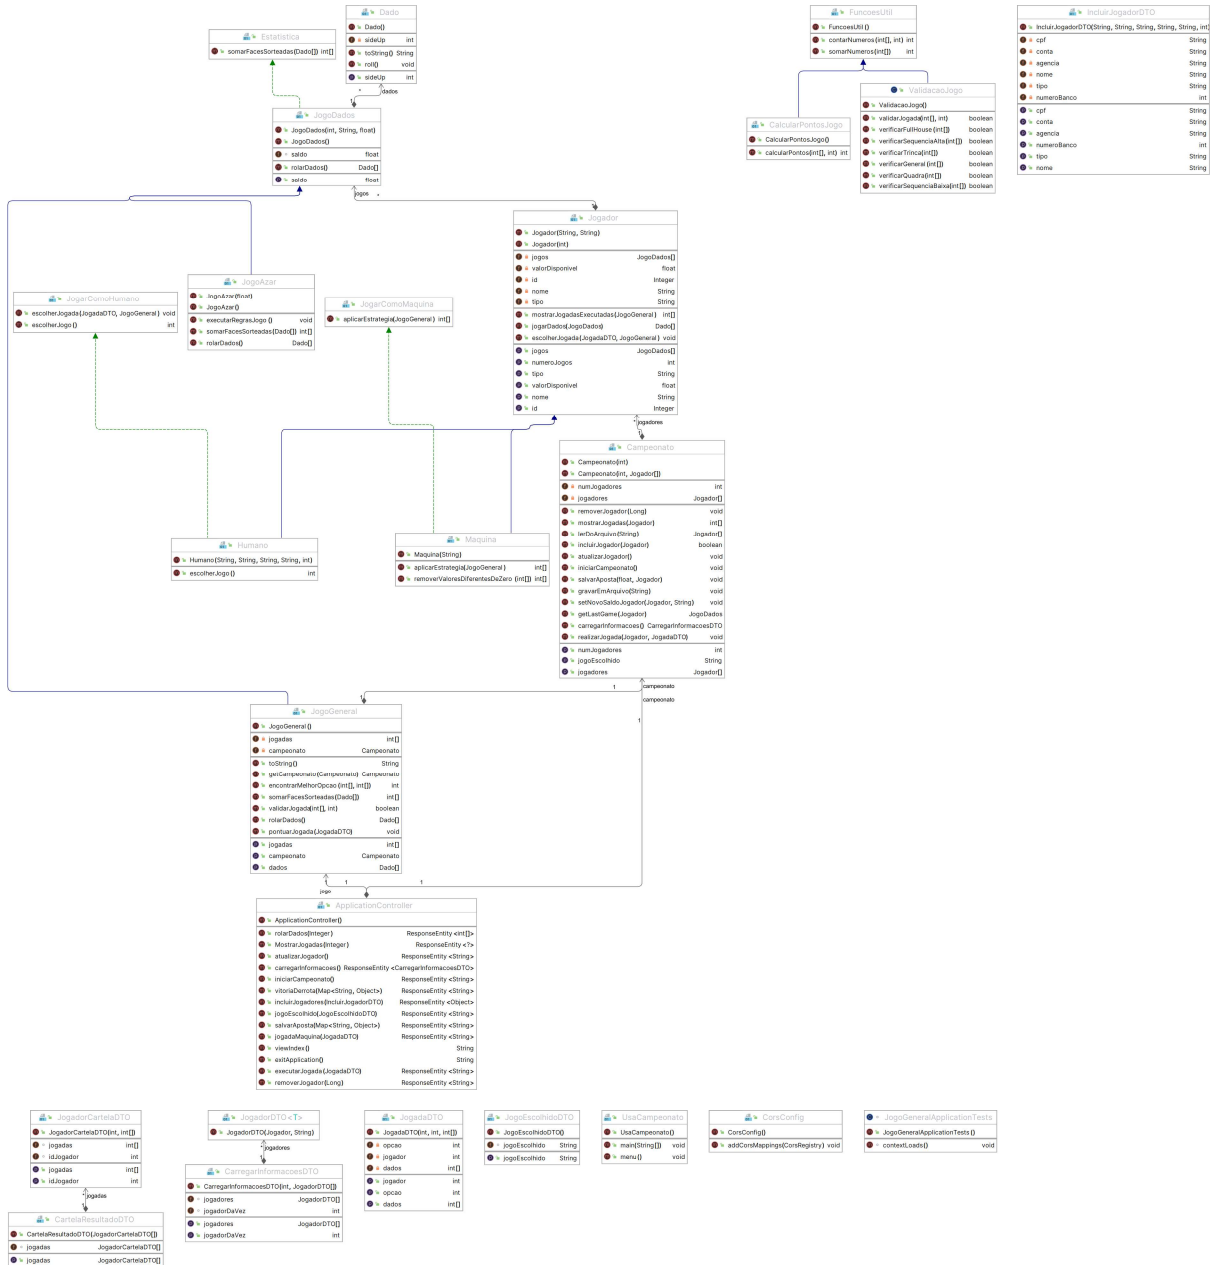 Dado
Dado()
sideUp int
toString() String
roll() void
sideUp int
Estatistica
somarFacesSorteadas(Dado[]) int[]
* dados
1
JogoDados
JogoDados(int, String, float)
JogoDados()
saldo float
rolarDados() Dado[]
saldo float
jogos *
FuncoesUtil
FuncoesUtil()
contarNumeros(int[], int) int
somarNumeros(int[]) int
CalcularPontosJogo
CalcularPontosJogo()
calcularPontos(int[], int) int
ValidacaoJogo
ValidacaoJogo()
validarJogada(int[], int) boolean
verificarFullHouse(int[]) boolean
verificarSequenciaAlta(int[]) boolean
verificarTrinca(int[]) boolean
verificarGeneral(int[]) boolean
verificarQuadra(int[]) boolean
verificarSequenciaBaixa(int[]) boolean
IncluirJogadorDTO
IncluirJogadorDTO(String, String, String, String, String, int)
cpf String
conta String
agencia String
nome String
tipo String
numeroBanco int
cpf String
conta String
agencia String
numeroBanco int
tipo String
nome String
Jogador
Jogador(String, String)
Jogador(int)
jogos JogoDados[]
valorDisponivel float
id Integer
nome String
tipo String
mostrarJogadasExecutadas(JogoGeneral) int[]
jogarDados(JogoDados) Dado[]
escolherJogada(JogadaDTO, JogoGeneral) void
jogos JogoDados[]
numeroJogos int
tipo String
valorDisponivel float
nome String
id Integer
* jogadores
1
JogarComoHumano
escolherJogada(JogadaDTO, JogoGeneral) void
escolherJogo() int
JogoAzar
JogoAzar(float)
JogoAzar()
executarRegrasJogo() void
somarFacesSorteadas(Dado[]) int[]
rolarDados() Dado[]
JogarComoMaquina
aplicarEstrategia(JogoGeneral) int[]
Humano
Humano(String, String, String, String, int)
escolherJogo() int
Maquina
Maquina(String)
aplicarEstrategia(JogoGeneral) int[]
removerValoresDiferentesDeZero(int[]) int[]
Campeonato
Campeonato(int)
Campeonato(int, Jogador[])
numJogadores int
jogadores Jogador[]
removerJogador(Long) void
mostrarJogadas(Jogador) int[]
lerDoArquivo(String) Jogador[]
incluirJogador(Jogador) boolean
atualizarJogador() void
iniciarCampeonato() void
salvarAposta(float, Jogador) void
gravarEmArquivo(String) void
setNovoSaldoJogador(Jogador, String) void
getLastGame(Jogador) JogoDados
carregarInformacoes() CarregarInformacoesDTO
realizarJogada(Jogador, JogadaDTO) void
numJogadores int
jogoEscolhido String
jogadores Jogador[]
1 campeonato
campeonato
1
1
JogoGeneral
JogoGeneral()
jogadas int[]
campeonato Campeonato
toString() String
getCampeonato(Campeonato) Campeonato
encontrarMelhorOpcao(int[], int[]) int
somarFacesSorteadas(Dado[]) int[]
validarJogada(int[], int) boolean
rolarDados() Dado[]
pontuarJogada(JogadaDTO) void
jogadas int[]
campeonato Campeonato
dados Dado[]
1 1 1
jogo
ApplicationController
ApplicationController()
rolarDados(Integer) ResponseEntity<int[]>
MostrarJogadas(Integer) ResponseEntity<?>
atualizarJogador() ResponseEntity<String>
carregarInformacoes() ResponseEntity<CarregarInformacoesDTO>
iniciarCampeonato() ResponseEntity<String>
vitoriaDerrota(Map<String, Object>) ResponseEntity<String>
incluirJogadores(IncluirJogadorDTO) ResponseEntity<Object>
jogoEscolhido(JogoEscolhidoDTO) ResponseEntity<String>
salvarAposta(Map<String, Object>) ResponseEntity<String>
jogadaMaquina(JogadaDTO) ResponseEntity<String>
viewIndex() String
exitApplication() String
executarJogada(JogadaDTO) ResponseEntity<String>
removerJogador(Long) ResponseEntity<String>
JogadorCartelaDTO
JogadorCartelaDTO(int, int[])
jogadas int[]
idJogador int
jogadas int[]
idJogador int
* jogadas
CartelaResultadoDTO
CartelaResultadoDTO(JogadorCartelaDTO[])
jogadas JogadorCartelaDTO[]
jogadas JogadorCartelaDTO[]
JogadorDTO<T>
JogadorDTO(Jogador, String)
* jogadores
1
CarregarInformacoesDTO
CarregarInformacoesDTO(int, JogadorDTO[])
jogadores JogadorDTO[]
jogadorDaVez int
jogadores JogadorDTO[]
jogadorDaVez int
JogadaDTO
JogadaDTO(int, int, int[])
opcao int
jogador int
dados int[]
jogador int
opcao int
dados int[]
JogoEscolhidoDTO
JogoEscolhidoDTO()
jogoEscolhido String
jogoEscolhido String
UsaCampeonato
UsaCampeonato()
main(String[]) void
menu() void
CorsConfig
CorsConfig()
addCorsMappings(CorsRegistry) void
JogoGeneralApplicationTests
JogoGeneralApplicationTests()
contextLoads() void